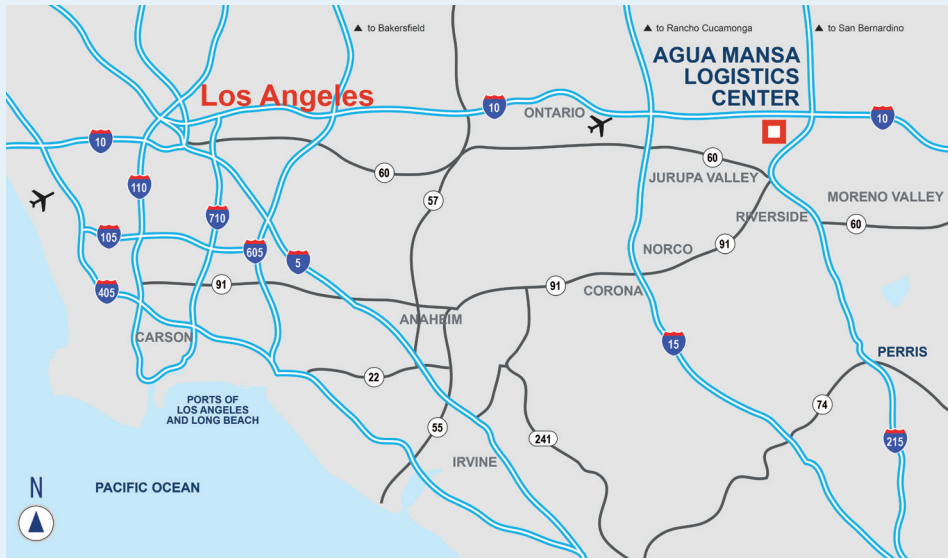 ▲ to Bakersfield
▲ to Rancho Cucamonga
▲ to San Bernardino
AGUA MANSA
LOGISTICS
CENTER
Los Angeles
10
ONTARIO
10
10
60
60
JURUPA VALLEY
110
57
MORENO VALLEY
710
RIVERSIDE
60
105
605
91
NORCO
5
405
91
91
CORONA
ANAHEIM
CARSON
15
PERRIS
22
PORTS OF
LOS ANGELES
AND LONG BEACH
74
55
241
215
IRVINE
PACIFIC OCEAN
N